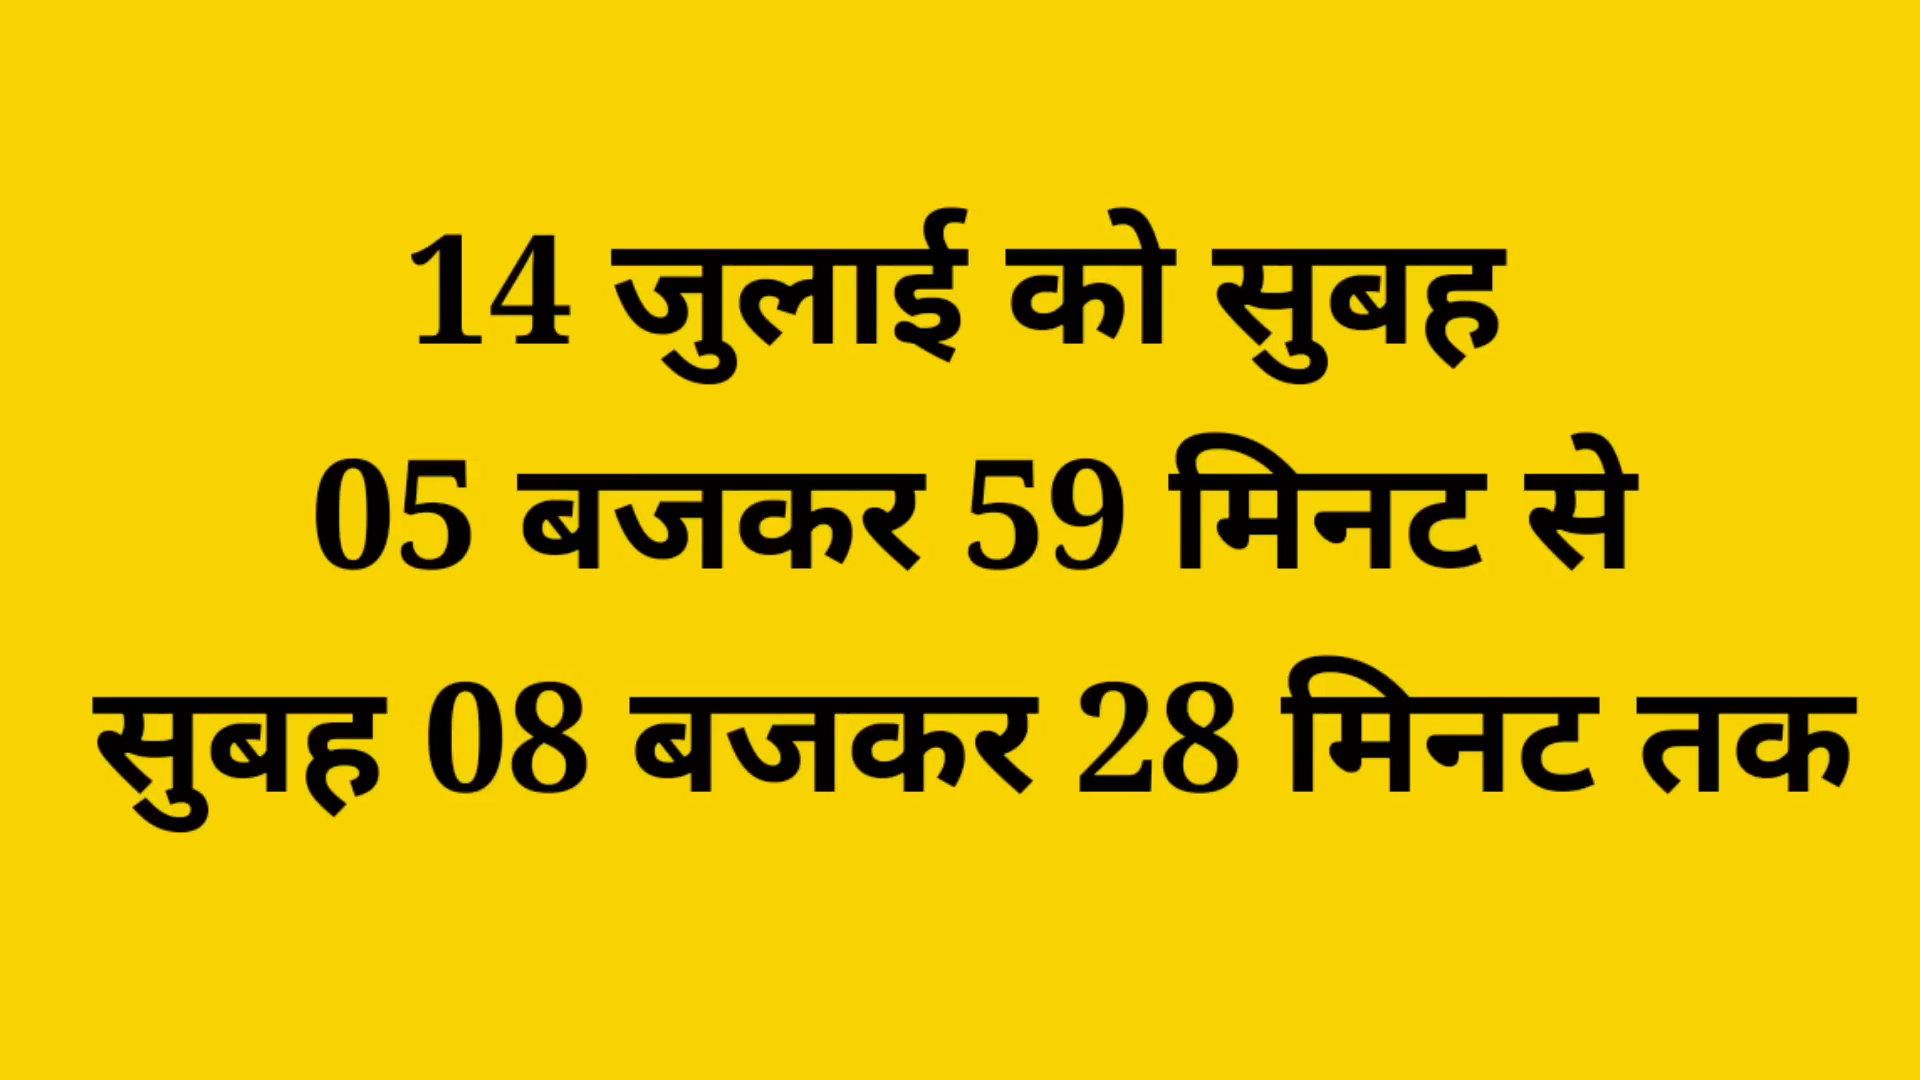 14 जुलाई को सुबह
05 बजकर 59 मिनट से
सुबह 08 बजकर 28 मिनट तक